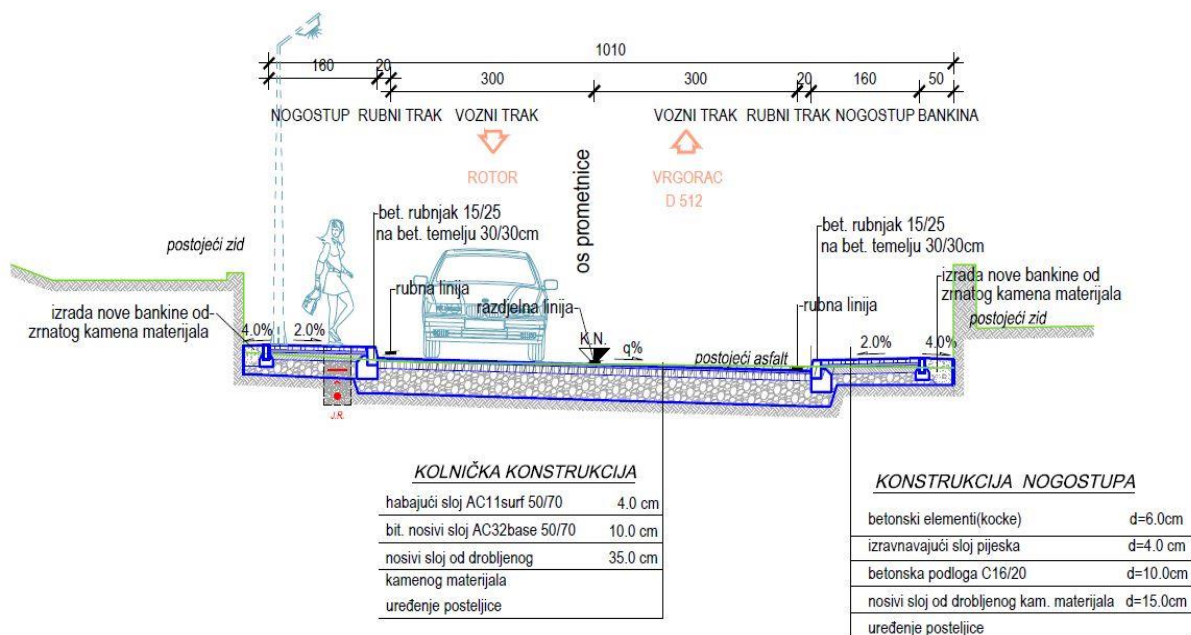 1010
160 20 300 300 20 160 50
NOGOSTUP RUBNI TRAK VOZNI TRAK VOZNI TRAK RUBNI TRAK NOGOSTUP BANKINA
ROTOR
VRGORAC
D 512
os prometnice
bet. rubnjak 15/25
na bet. temelju 30/30cm
bet. rubnjak 15/25
na bet. temelju 30/30cm
postojeći zid
izrada nove bankine od
zrnatog kamena materijala
rubna linija
razdjelna linija
rubna linija
izrada nove bankine od
zrnatog kamena materijala
postojeći zid
4.0% 2.0%
K.N.
q%
postojeći asfalt
2.0% 4.0%
J.R.
KOLNIČKA KONSTRUKCIJA
habajući sloj AC11surf 50/70 4.0 cm
bit. nosivi sloj AC32base 50/70 10.0 cm
nosivi sloj od drobljenog 35.0 cm
kamenog materijala
uređenje posteljice
KONSTRUKCIJA NOGOSTUPA
betonski elementi(kocke) d=6.0cm
izravnavajući sloj pijeska d=4.0 cm
betonska podloga C16/20 d=10.0cm
nosivi sloj od drobljenog kam. materijala d=15.0cm
uređenje posteljice